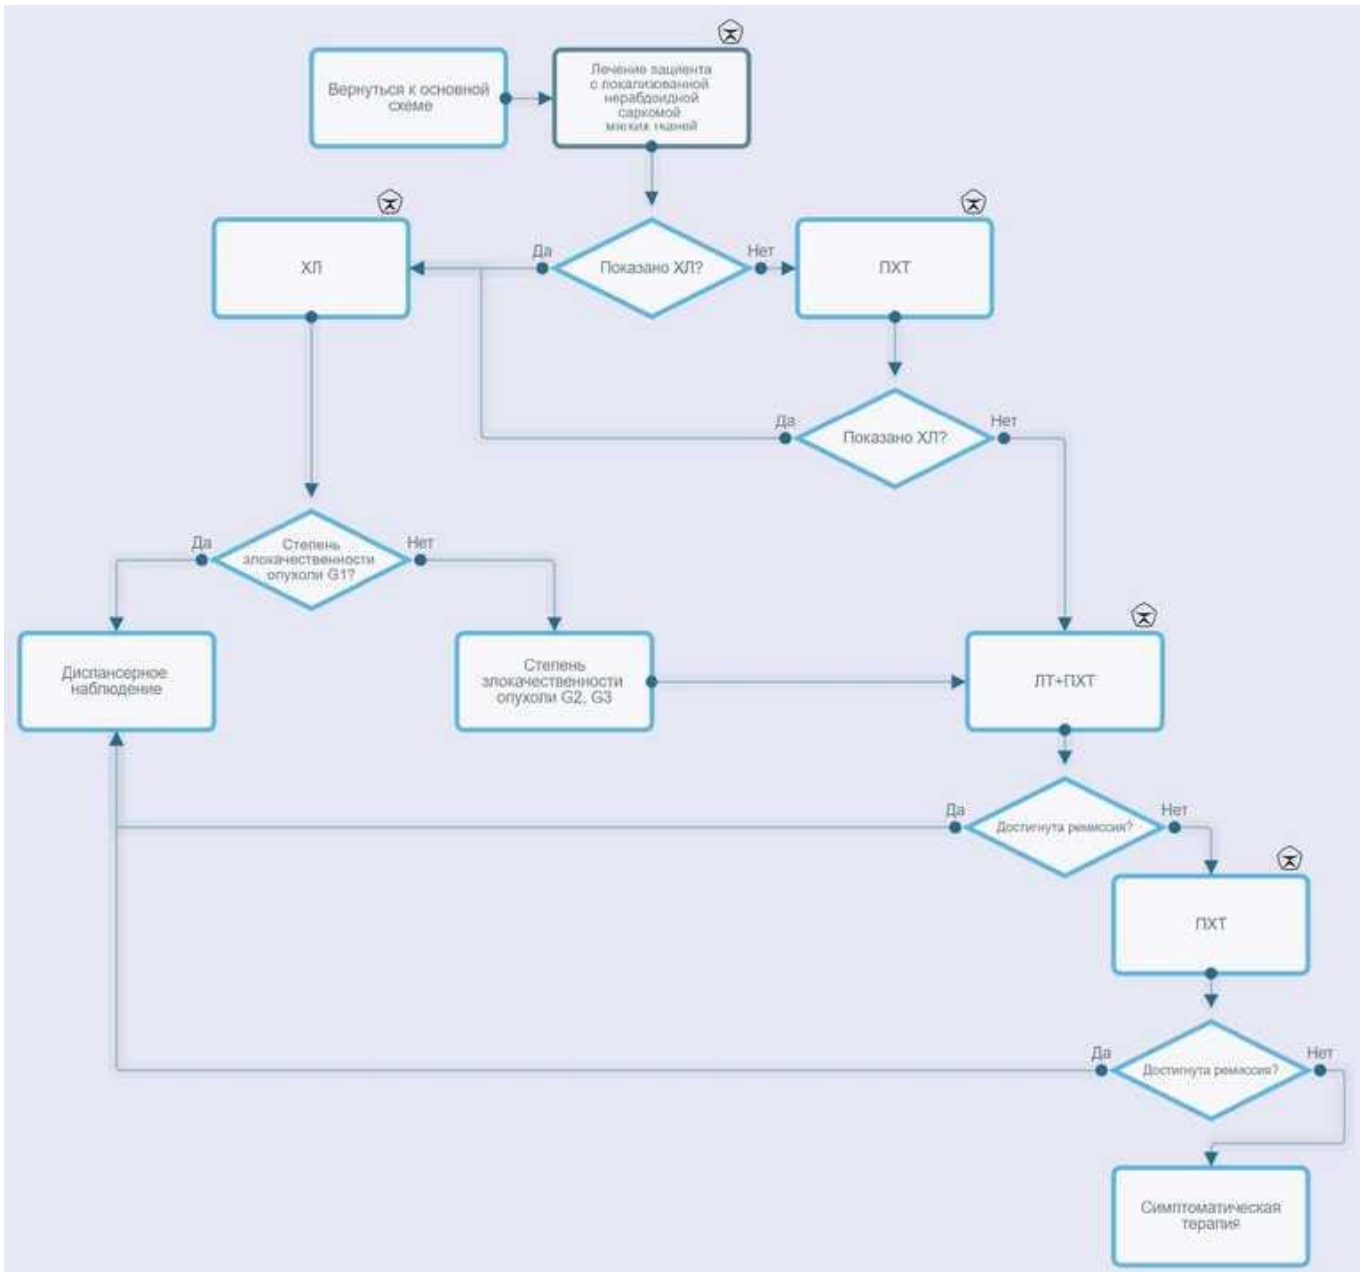 Вернуться к основной
схеме
Лечение пациента
с локализованной
нерабдоидной
саркомой
мягких тканей
ХЛ
Да
Показано ХЛ?
Нет
ПХТ
Да
Показано ХЛ?
Нет
Да
Степень
злокачественности
опухоли G1?
Нет
Диспансерное
наблюдение
Степень
злокачественности
опухоли G2, G3
ЛТ+ПХТ
Да
Достигнута ремиссия?
Нет
ПХТ
Да
Достигнута ремиссия?
Нет
Симптоматическая
терапия